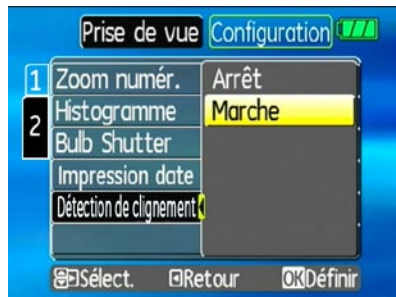 Prise de vue Configuration
1 Zoom numér. Arrêt
2 Histogramme Marche
Bulb Shutter
Impression date
Détection de clignement
Sélect. Retour OK Définir